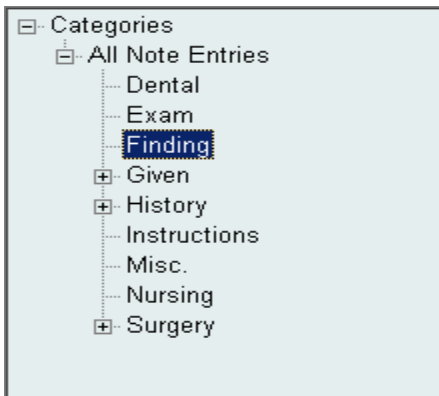 Categories
All Note Entries
Dental
Exam
Finding
Given
History
Instructions
Misc.
Nursing
Surgery